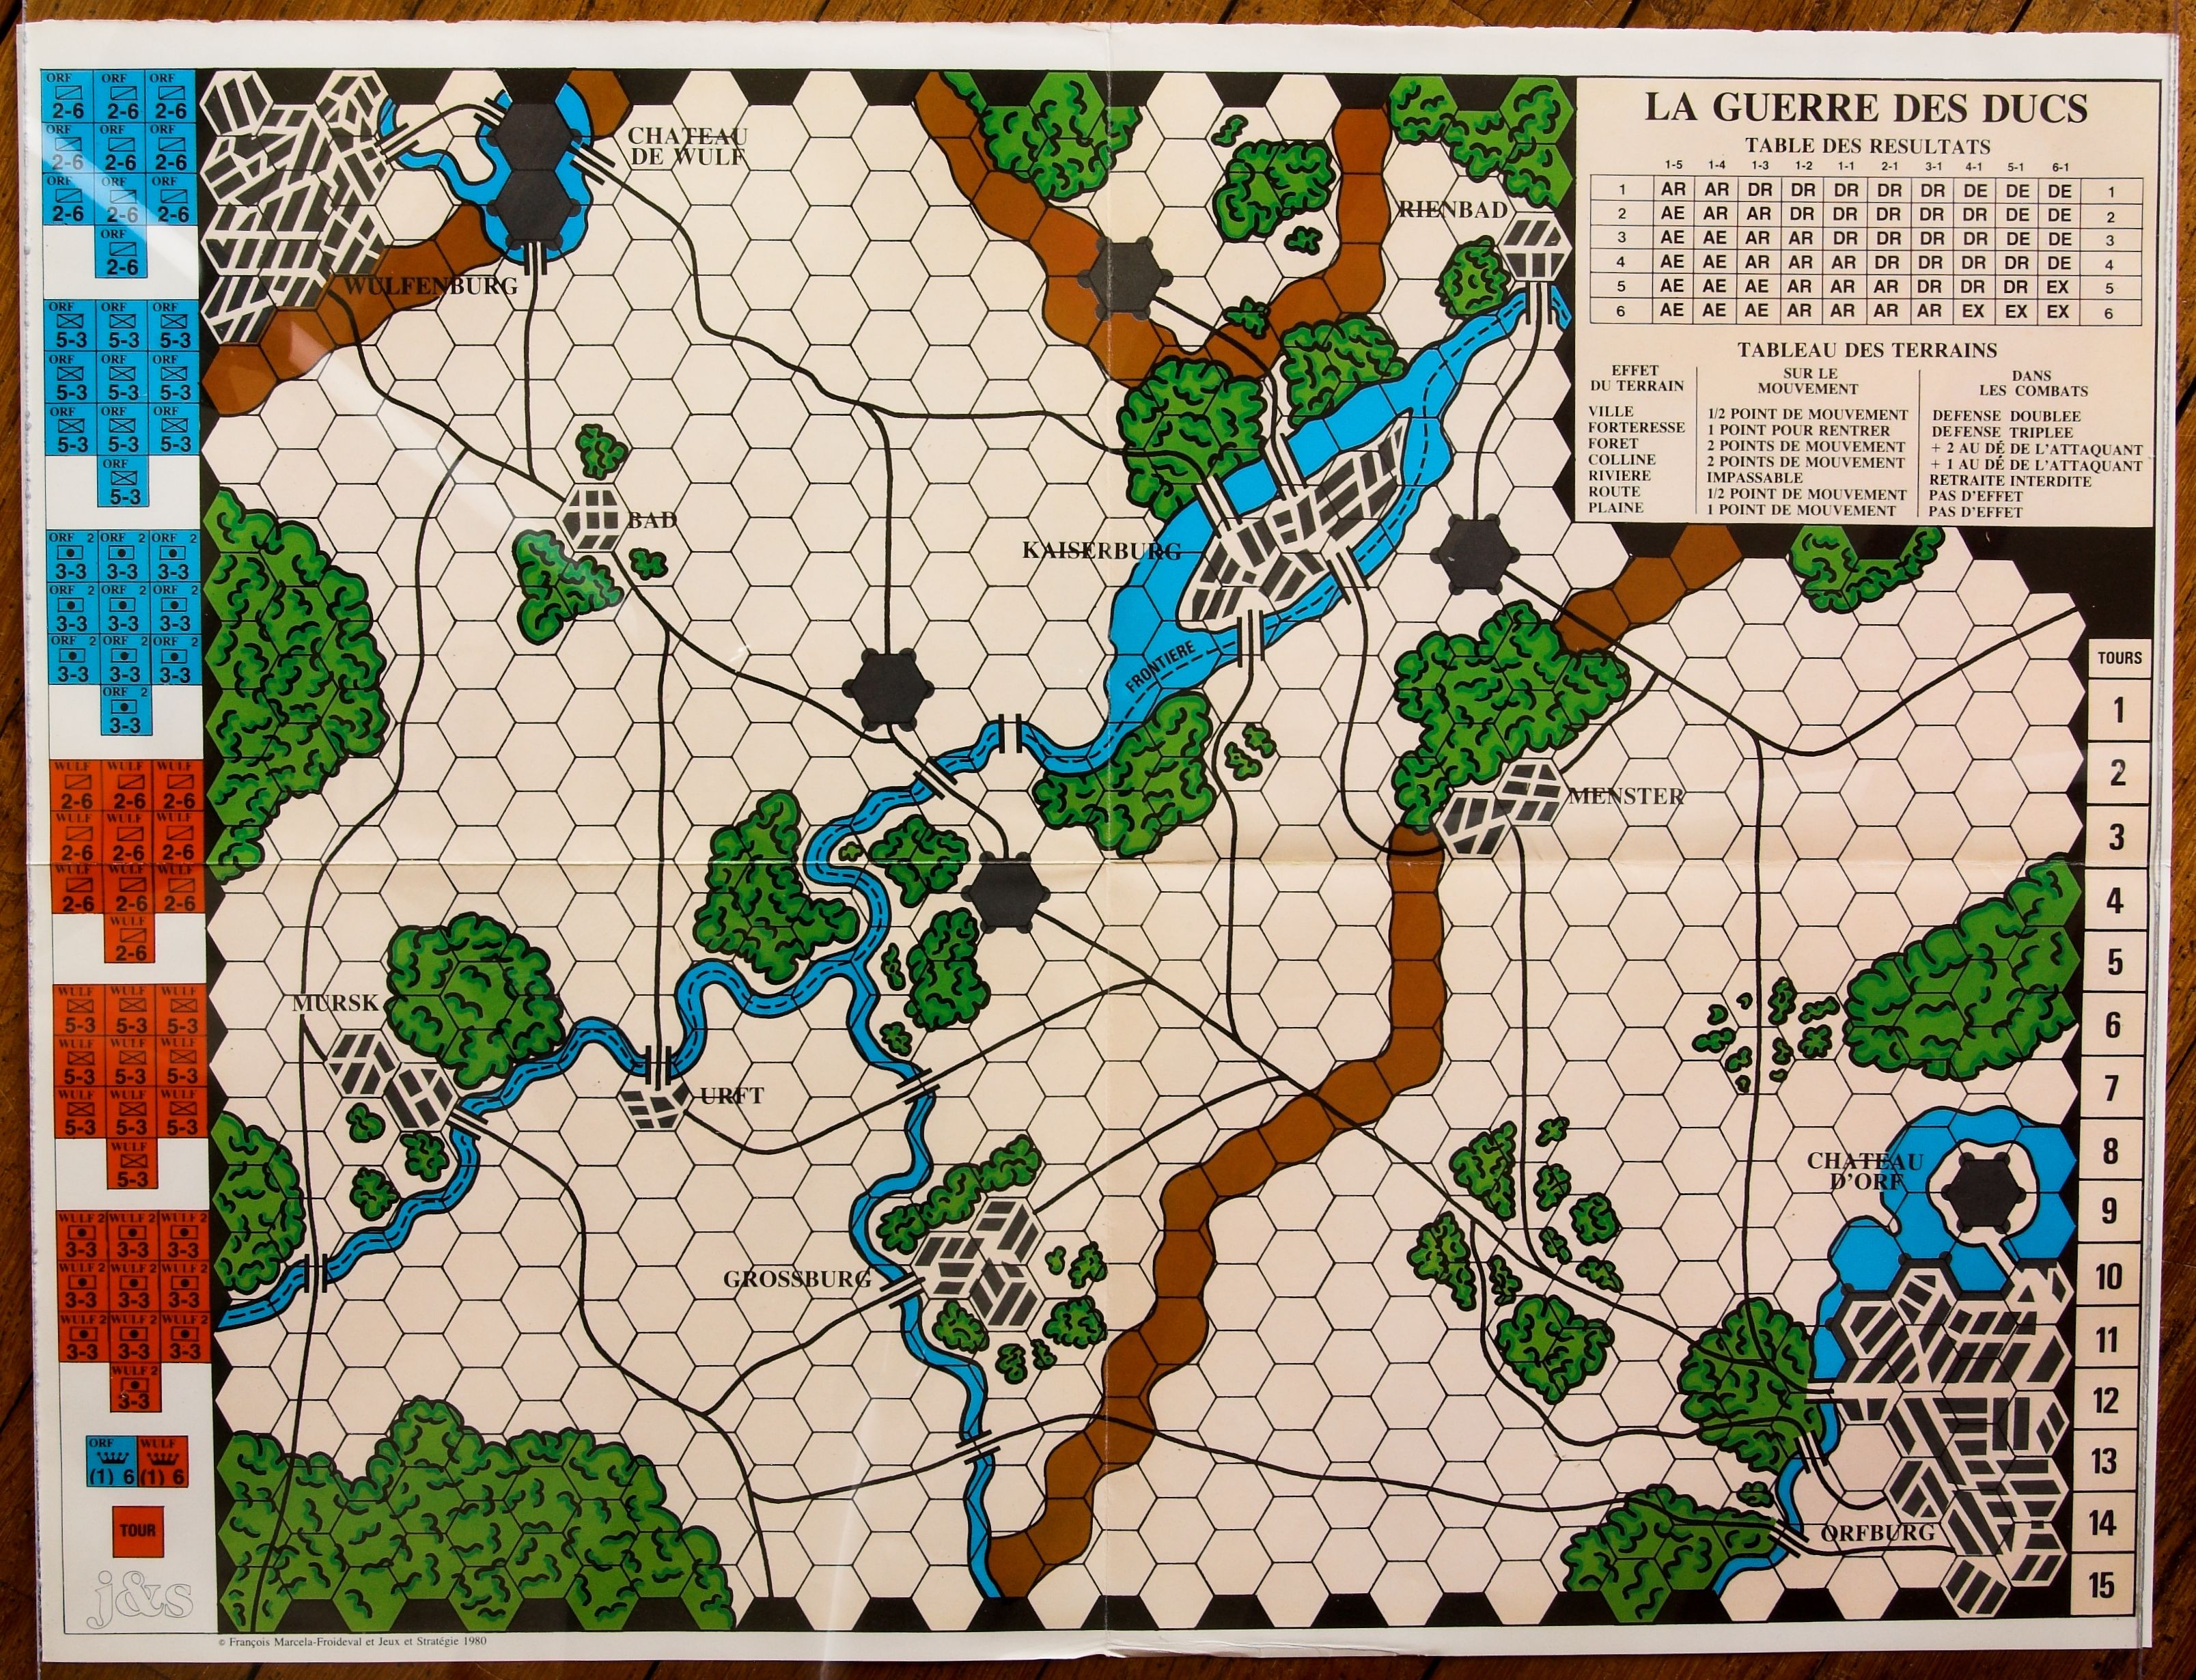 ORF ORF ORF
2-6 2-6 2-6
ORF ORF ORF
2-6 2-6 2-6
ORF ORF ORF
2-6 2-6 2-6
ORF
2-6
ORF ORF ORF
5-3 5-3 5-3
ORF ORF ORF
5-3 5-3 5-3
ORF ORF ORF
5-3 5-3 5-3
ORF
5-3
ORF 2 ORF 2 ORF 2
3-3 3-3 3-3
ORF 2 ORF 2 ORF 2
3-3 3-3 3-3
ORF 2 ORF 2 ORF 2
3-3 3-3 3-3
ORF 2
3-3
WULF WULF WULF
2-6 2-6 2-6
WULF WULF WULF
2-6 2-6 2-6
WULF WULF WULF
2-6 2-6 2-6
WULF
2-6
WULF WULF WULF
5-3 5-3 5-3
WULF WULF WULF
5-3 5-3 5-3
WULF WULF WULF
5-3 5-3 5-3
WULF
5-3
WULF 2 WULF 2 WULF 2
3-3 3-3 3-3
WULF 2 WULF 2 WULF 2
3-3 3-3 3-3
WULF 2 WULF 2 WULF 2
3-3 3-3 3-3
WULF 2
3-3
ORF WULF
(1) 6 (1) 6
TOUR
j&s
CHATEAU
DE WULF
WULFENBURG
BAD
KAISERBURG
RIENBAD
FRONTIERE
MENSTER
MURSK
URFT
GROSSBURG
CHATEAU
D'ORF
ORFBURG
LA GUERRE DES DUCS
TABLE DES RESULTATS
1-5 1-4 1-3 1-2 1-1 2-1 3-1 4-1 5-1 6-1
1 AR AR DR DR DR DR DR DE DE DE 1
2 AE AR AR DR DR DR DR DR DE DE 2
3 AE AE AR AR DR DR DR DR DE DE 3
4 AE AE AR AR AR DR DR DR DR DE 4
5 AE AE AE AR AR AR DR DR DR EX 5
6 AE AE AE AR AR AR AR EX EX EX 6
TABLEAU DES TERRAINS
EFFET
DU TERRAIN
SUR LE
MOUVEMENT
DANS
LES COMBATS
VILLE 1/2 POINT DE MOUVEMENT DEFENSE DOUBLEE
FORTERESSE 1 POINT POUR RENTRER DEFENSE TRIPLEE
FORET 2 POINTS DE MOUVEMENT + 2 AU DÉ DE L'ATTAQUANT
COLLINE 2 POINTS DE MOUVEMENT + 1 AU DÉ DE L'ATTAQUANT
RIVIERE IMPASSABLE RETRAITE INTERDITE
ROUTE 1/2 POINT DE MOUVEMENT PAS D'EFFET
PLAINE 1 POINT DE MOUVEMENT PAS D'EFFET
TOURS
1
2
3
4
5
6
7
8
9
10
11
12
13
14
15
© François Marcela-Froideval et Jeux et Stratégie 1980